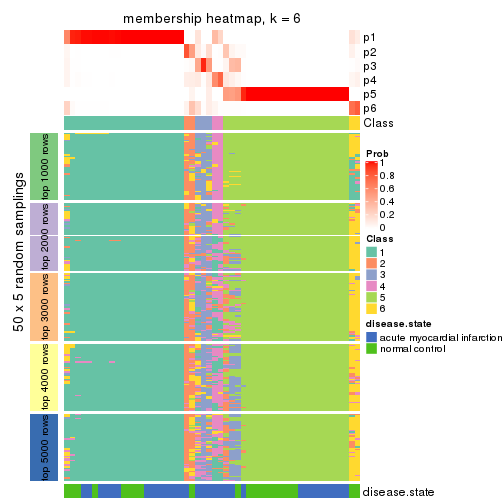 membership heatmap, k = 6
p1
p2
p3
p4
p5
p6
Class
50 x 5 random samplings
top 1000 rows
top 2000 rows
top 3000 rows
top 4000 rows
top 5000 rows
Prob
1
0.8
0.6
0.4
0.2
0
Class
1
2
3
4
5
6
disease.state
acute myocardial infarction
normal control
disease.state